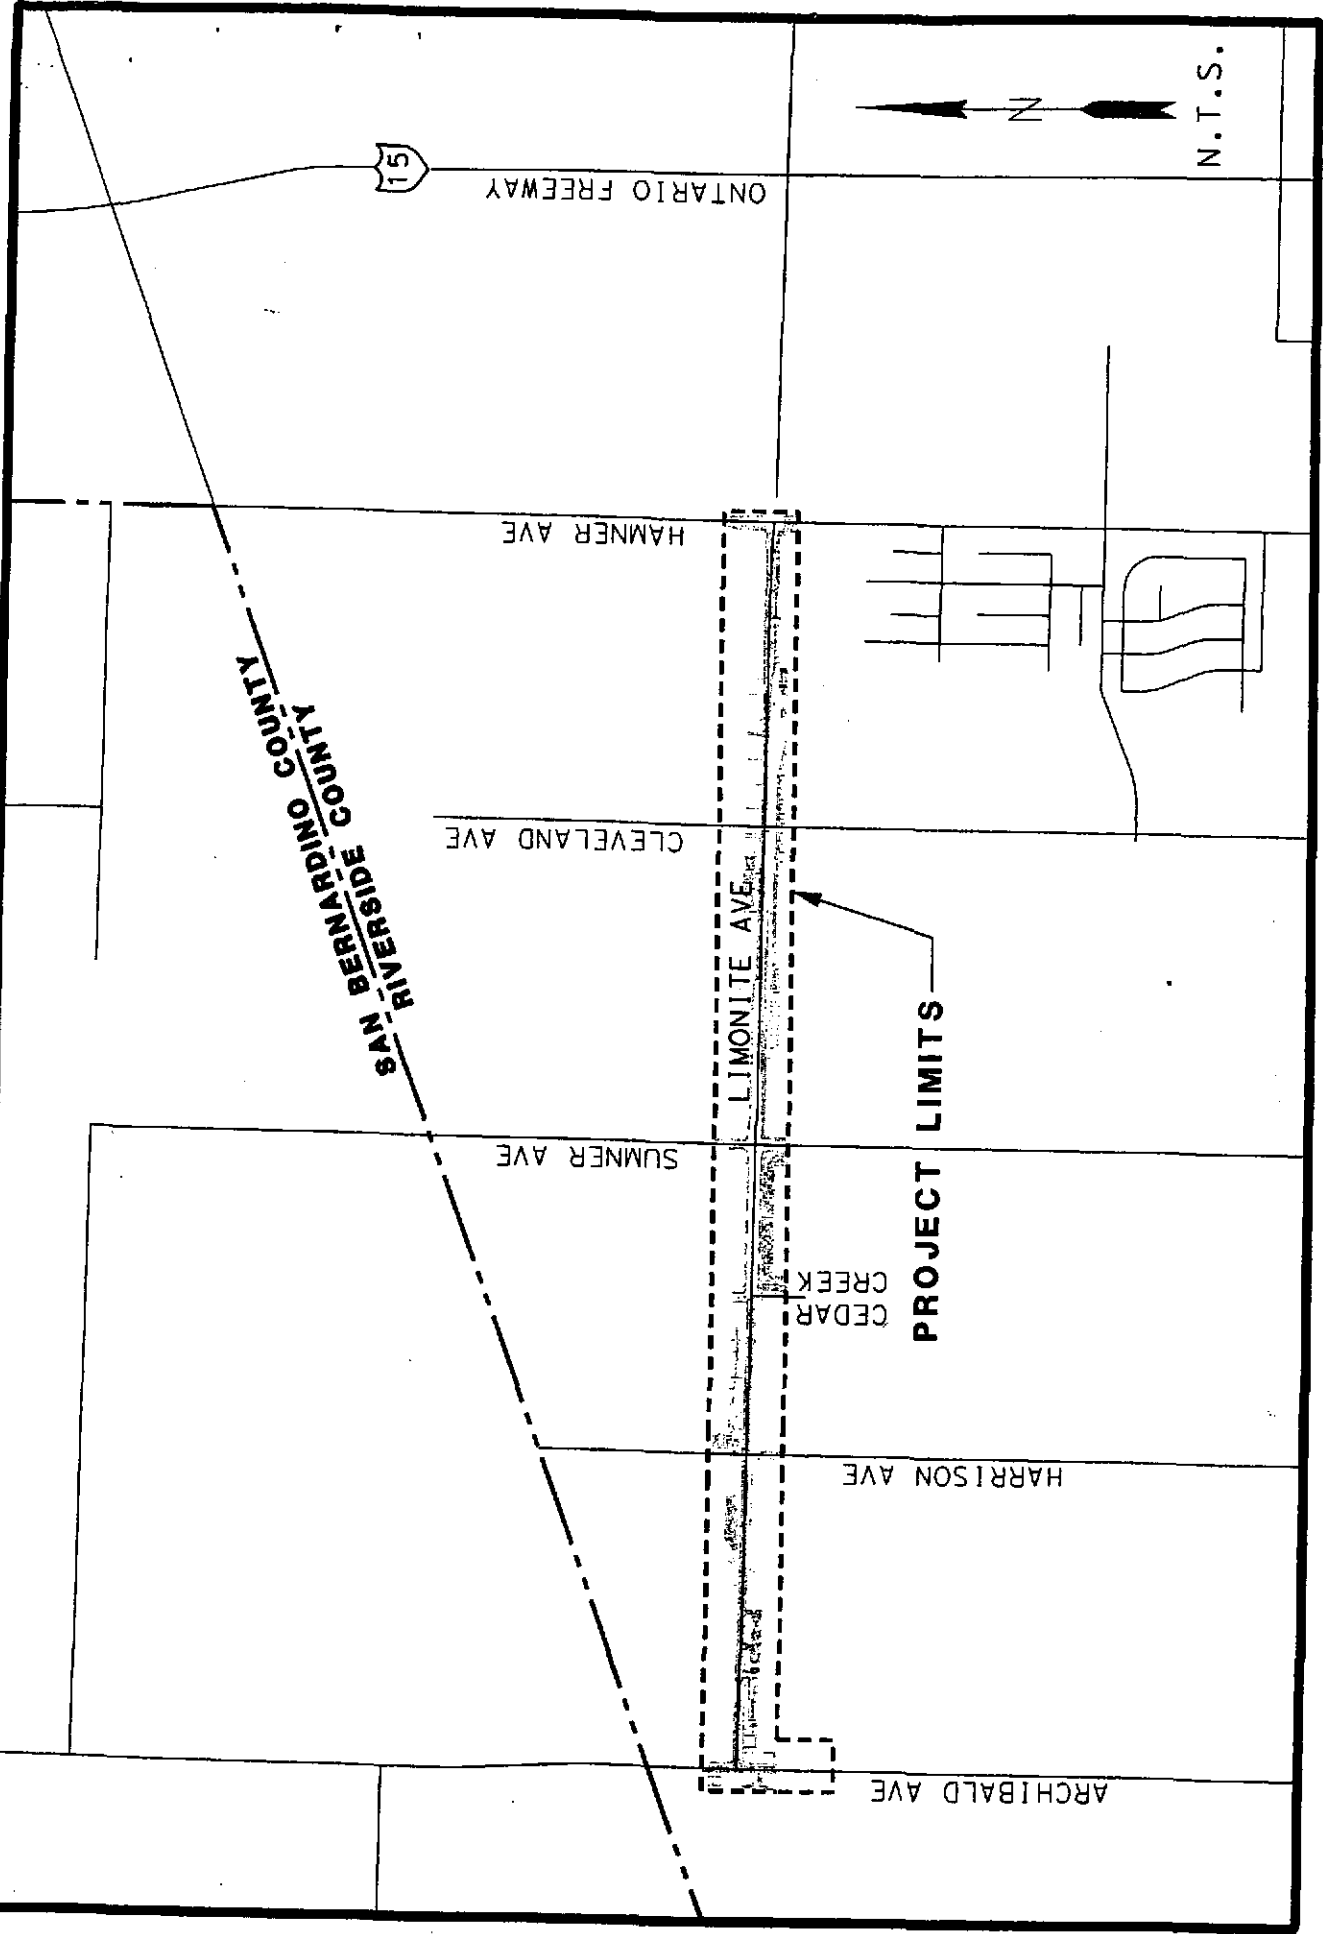 N.T.S.
N
15
ONTARIO FREEWAY
HAMNER AVE
SAN BERNARDINO COUNTY
RIVERSIDE COUNTY
CLEVELAND AVE
LIMONITE AVE
SUMNER AVE
CEDAR
CREEK
PROJECT LIMITS
HARRISON AVE
ARCHIBALD AVE